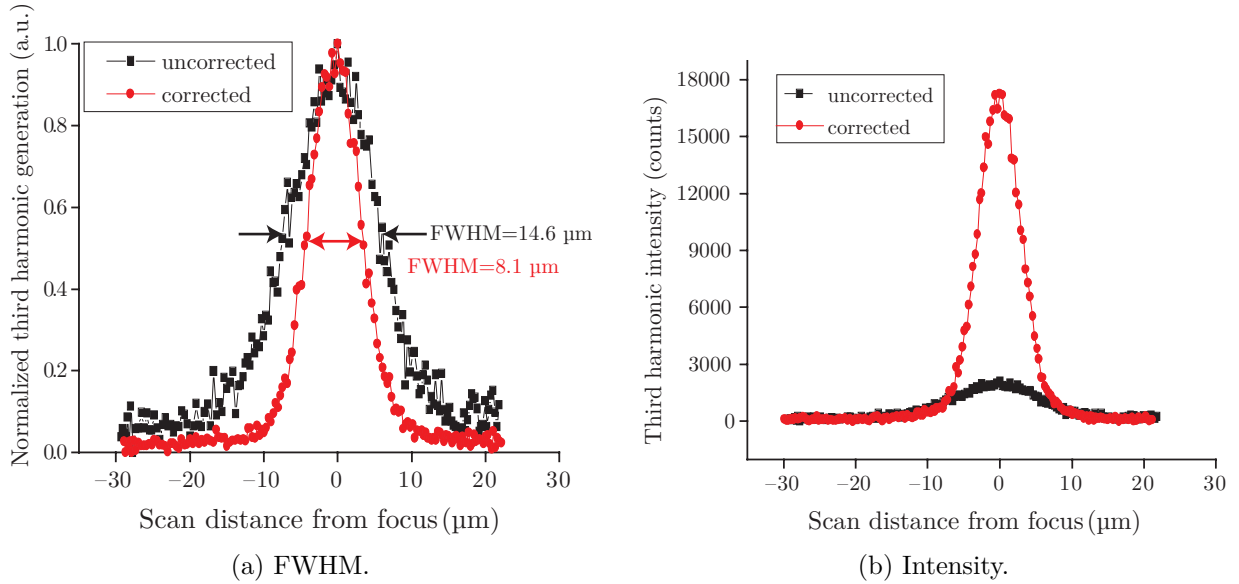 Normalized third harmonic generation (a.u.)
1.0
0.8
0.6
0.4
0.2
0.0
uncorrected
corrected
FWHM=14.6 µm
FWHM=8.1 µm
−30 −20 −10 0 10 20 30
Scan distance from focus (µm)
(a) FWHM.
Third harmonic intensity (counts)
18000
15000
12000
9000
6000
3000
0
uncorrected
corrected
−30 −20 −10 0 10 20 30
Scan distance from focus (µm)
(b) Intensity.